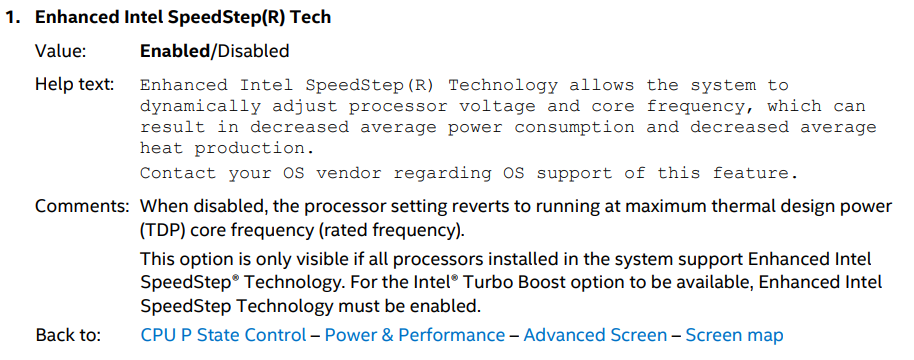 1. Enhanced Intel SpeedStep(R) Tech
Value: Enabled/Disabled
Help text: Enhanced Intel SpeedStep(R) Technology allows the system to
dynamically adjust processor voltage and core frequency, which can
result in decreased average power consumption and decreased average
heat production.
Contact your OS vendor regarding OS support of this feature.
Comments: When disabled, the processor setting reverts to running at maximum thermal design power
(TDP) core frequency (rated frequency).
This option is only visible if all processors installed in the system support Enhanced Intel
SpeedStep® Technology. For the Intel® Turbo Boost option to be available, Enhanced Intel
SpeedStep Technology must be enabled.
Back to: CPU P State Control – Power & Performance – Advanced Screen – Screen map